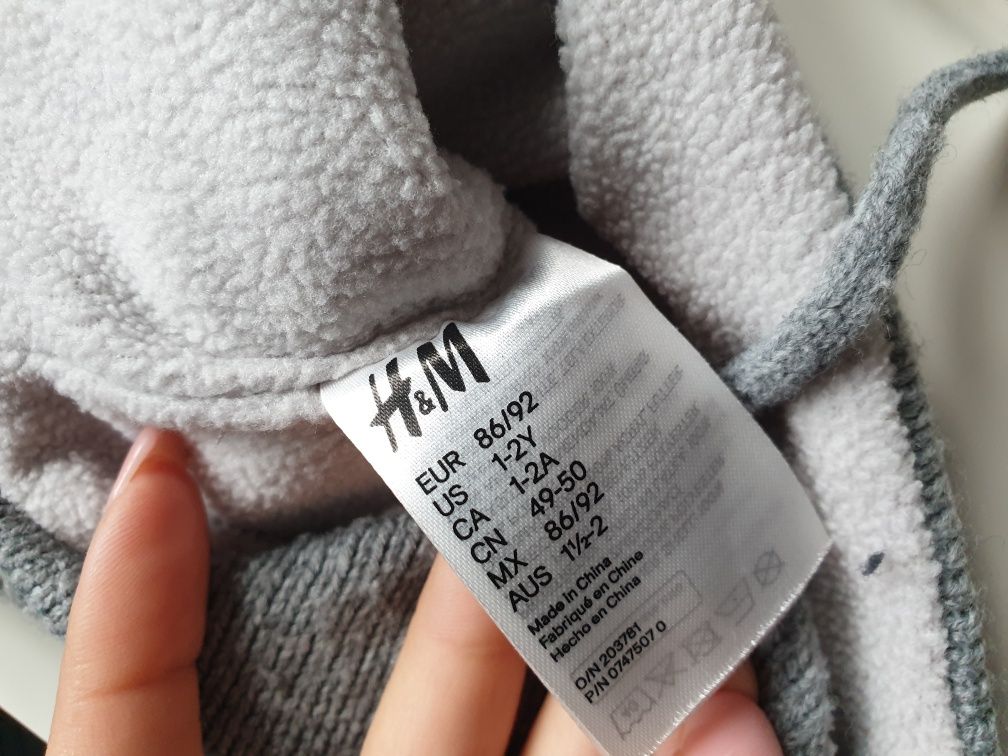 H&M
EUR 86/92
US 1-2Y
CA 1-2A
CN 49-50
MX 86/92
AUS 1½-2
Made in China
Fabriqué en Chine
Hecho en China
D/N 203781
P/N 0747507 0